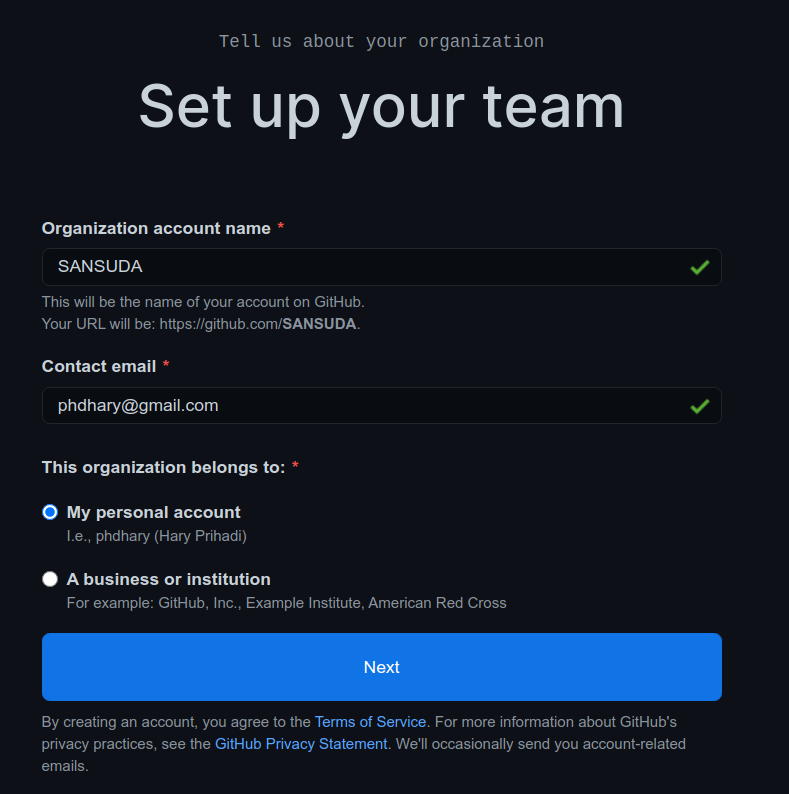 Tell us about your organization
Set up your team
Organization account name *
SANSUDA
This will be the name of your account on GitHub.
Your URL will be: https://github.com/SANSUDA.
Contact email *
phdhary@gmail.com
This organization belongs to: *
My personal account
I.e., phdhary (Hary Prihadi)
A business or institution
For example: GitHub, Inc., Example Institute, American Red Cross
Next
By creating an account, you agree to the Terms of Service. For more information about GitHub's
privacy practices, see the GitHub Privacy Statement. We'll occasionally send you account-related
emails.